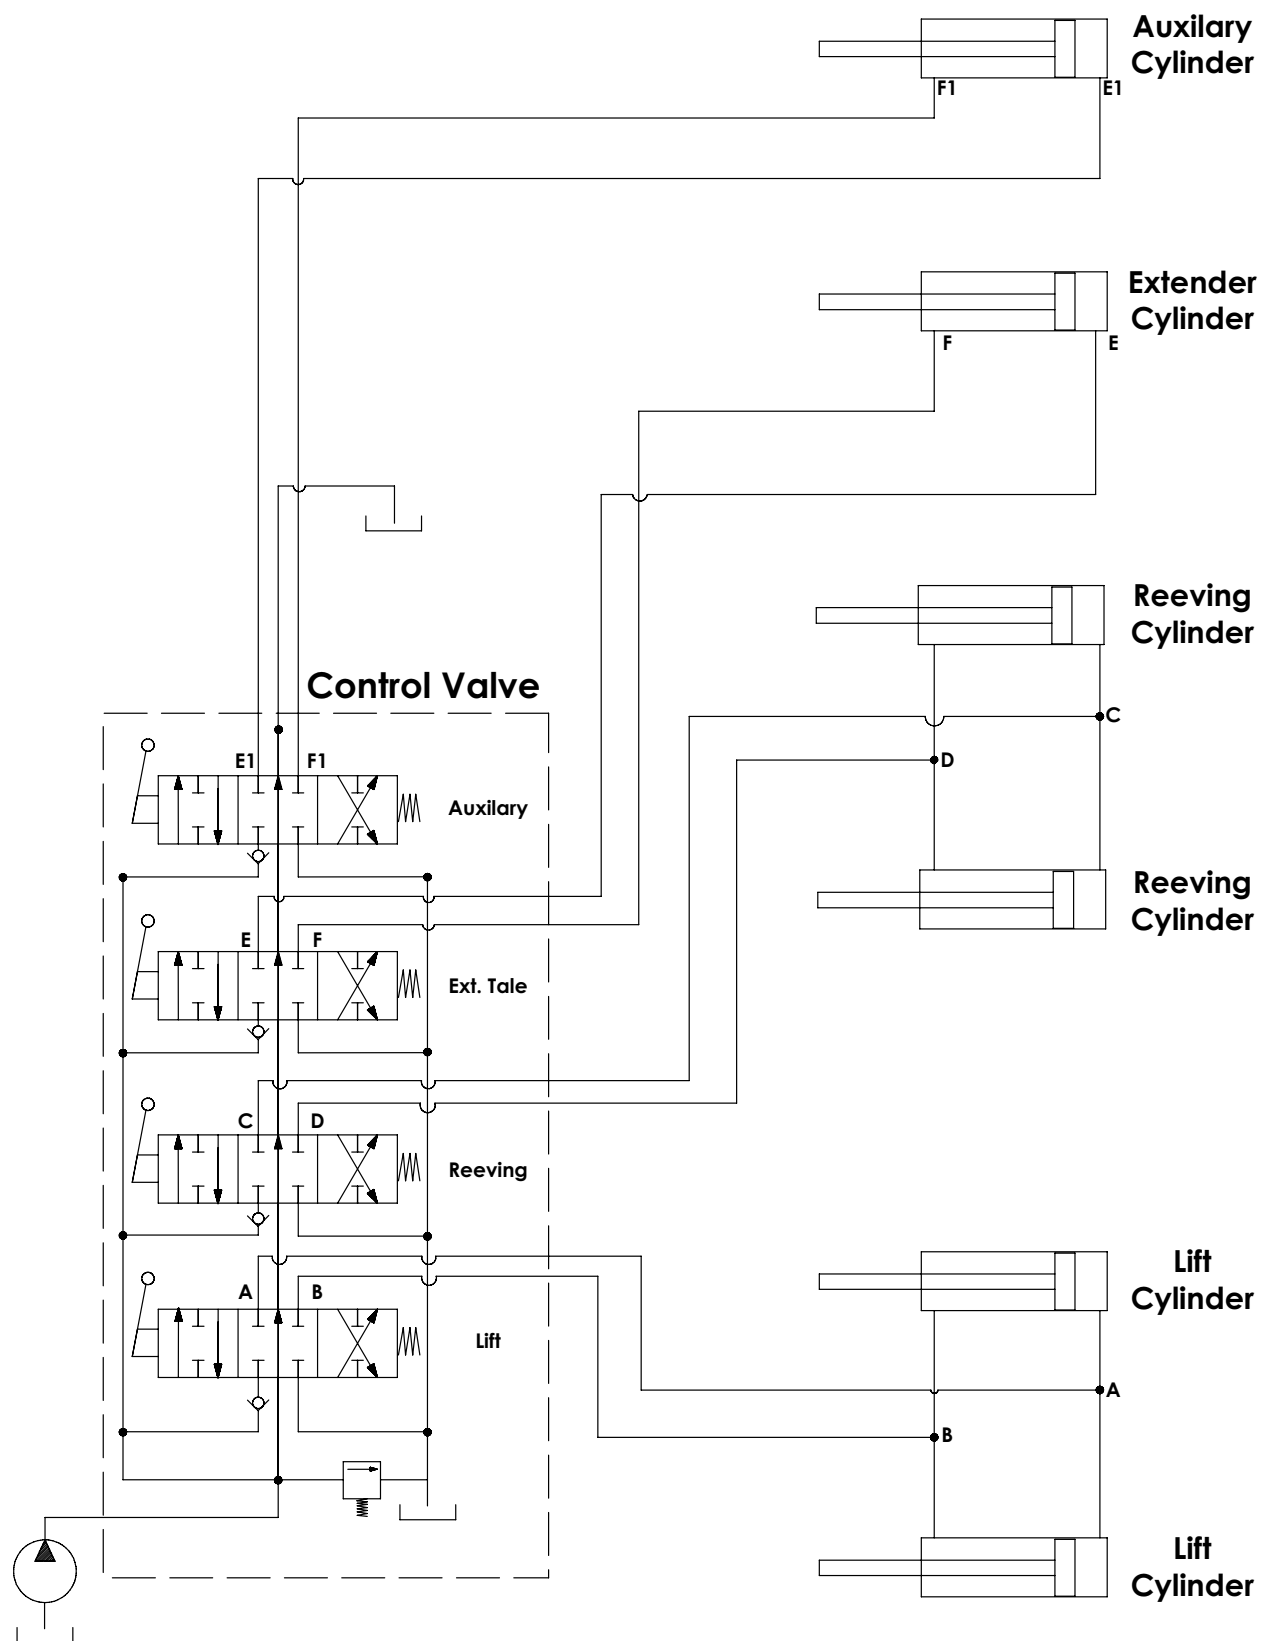 Auxilary
Cylinder
F1
E1
Extender
Cylinder
F
E
Reeving
Cylinder
Control Valve
C
D
E1
F1
Auxilary
Reeving
Cylinder
E
F
Ext. Tale
C
D
Reeving
Lift
Cylinder
A
B
Lift
A
B
Lift
Cylinder